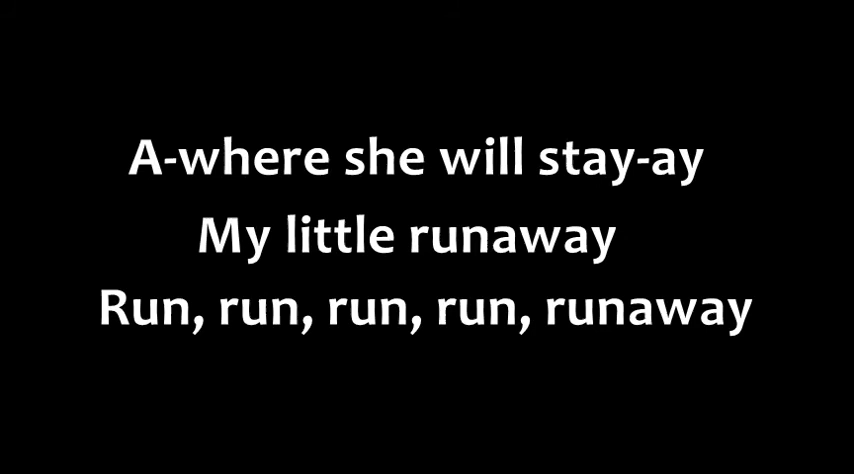 A-where she will stay-ay
My little runaway
Run, run, run, run, runaway